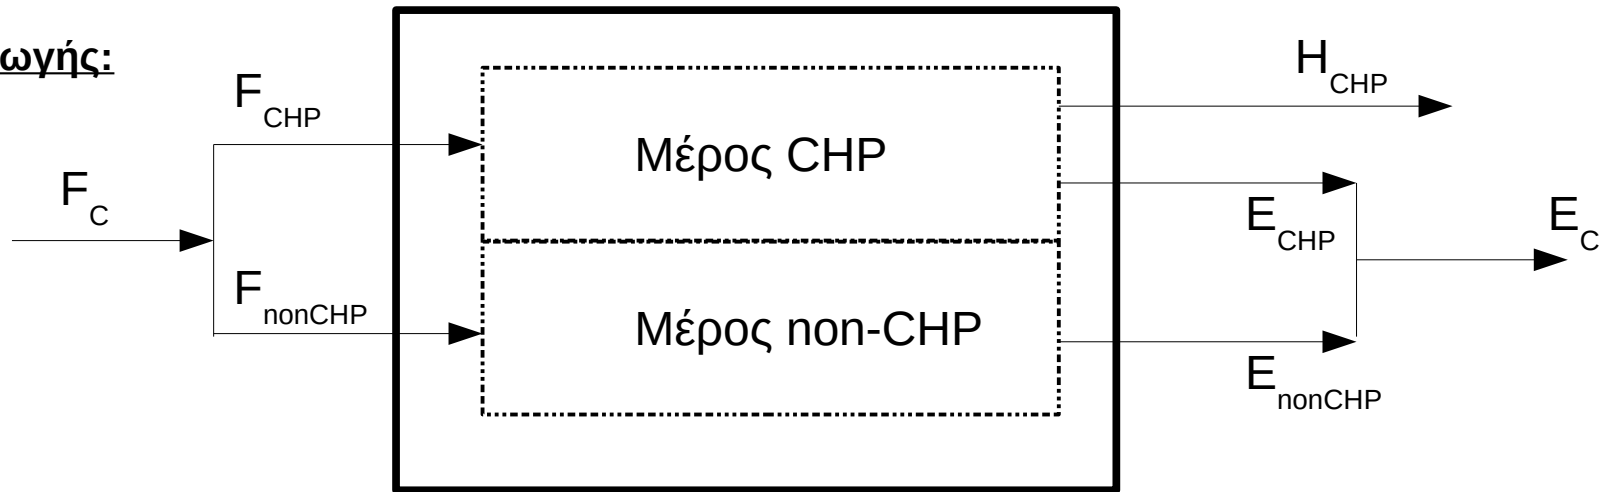 ωγής:
F_CHP
H_CHP
Μέρος CHP
F_C
E_CHP
E_C
F_nonCHP
Μέρος non-CHP
E_nonCHP